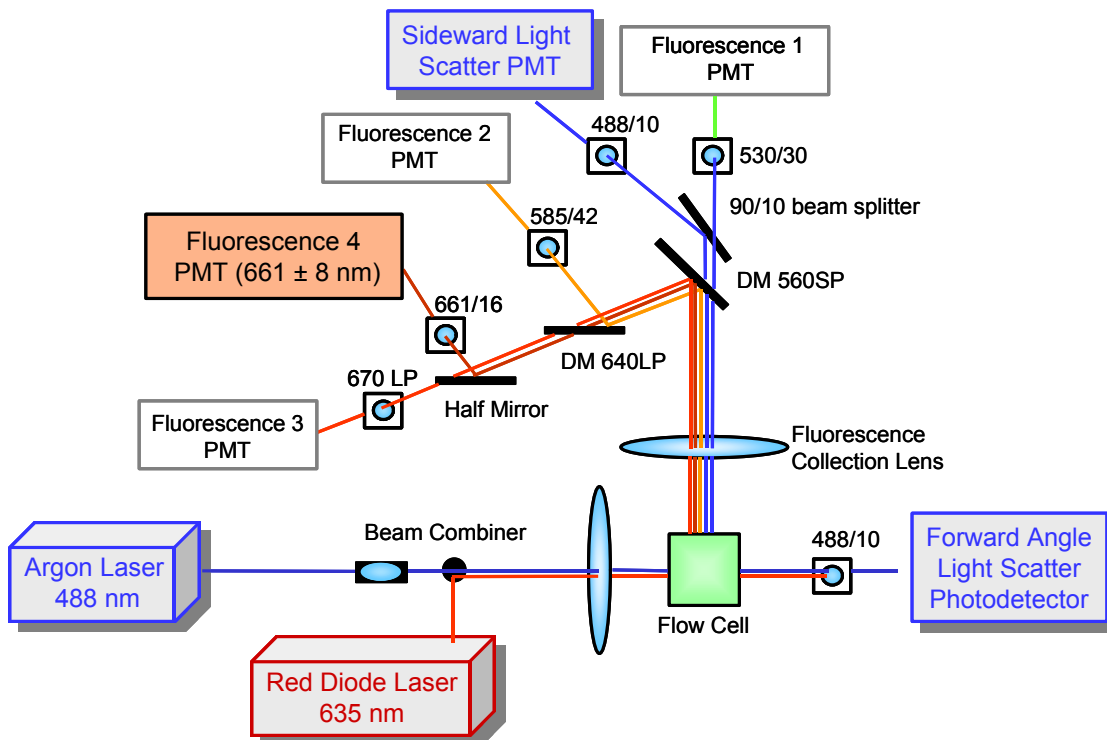 Sideward Light
Scatter PMT
Fluorescence 1
PMT
Fluorescence 2
PMT
488/10
530/30
90/10 beam splitter
585/42
Fluorescence 4
PMT (661 ± 8 nm)
DM 560SP
661/16
DM 640LP
670 LP
Half Mirror
Fluorescence 3
PMT
Fluorescence
Collection Lens
Beam Combiner
488/10
Argon Laser
488 nm
Forward Angle
Light Scatter
Photodetector
Flow Cell
Red Diode Laser
635 nm